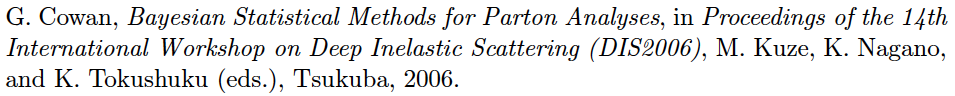 G. Cowan, Bayesian Statistical Methods for Parton Analyses, in Proceedings of the 14th
International Workshop on Deep Inelastic Scattering (DIS2006), M. Kuze, K. Nagano,
and K. Tokushuku (eds.), Tsukuba, 2006.